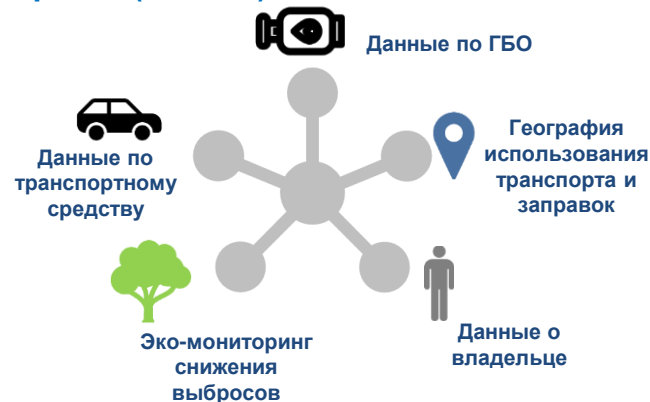 Данные по ГБО
География
использования
транспорта и
заправок
Данные по
транспортному
средству
Эко-мониторинг
снижения
выбросов
Данные о
владельце